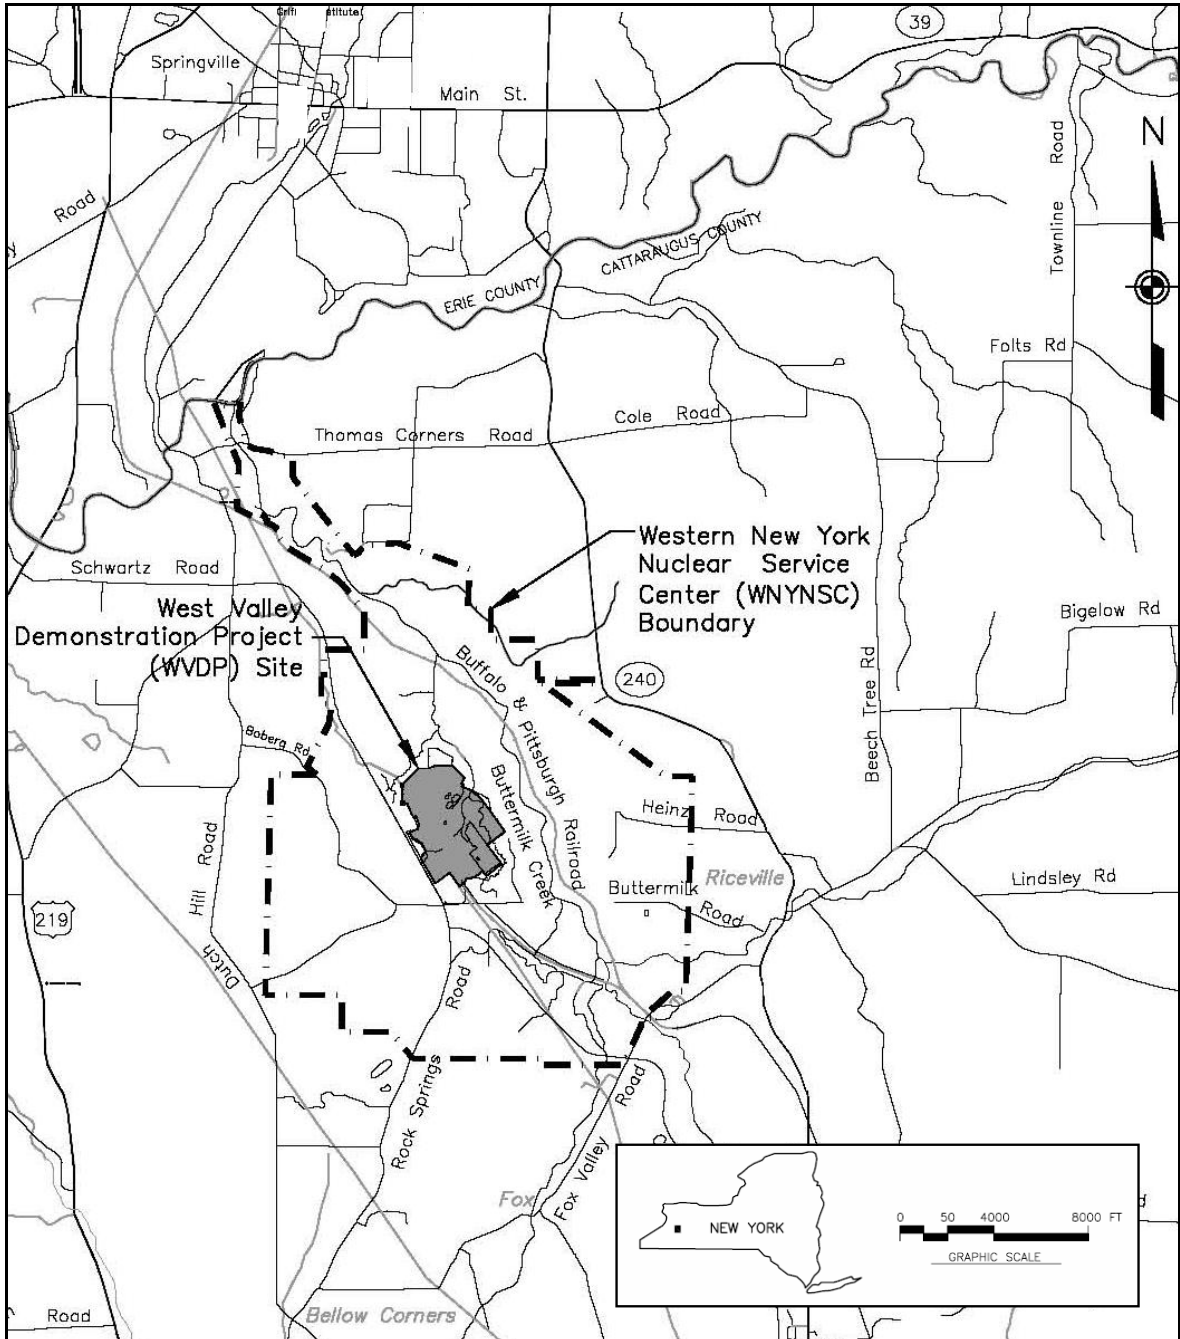 39
Springville
Main St.
N
Road
Townline Road
ERIE COUNTY
CATTARAUGUS COUNTY
Folts Rd
Cole Road
Thomas Corners Road
Western New York
Nuclear Service
Center (WNYNSC)
Boundary
Schwartz Road
West Valley
Demonstration Project
(WVDP) Site
Bigelow Rd
Buffalo & Pittsburgh Railroad
240
Beech Tree Rd
Boberg Rd
Buttermilk Creek
Heinz Road
Hill Road
Buttermilk
Road
Riceville
Lindsley Rd
219
Dutch
Rock Springs Road
Fox Valley Road
Fox
NEW YORK
0 50 4000 8000 FT
GRAPHIC SCALE
Bellow Corners
Road